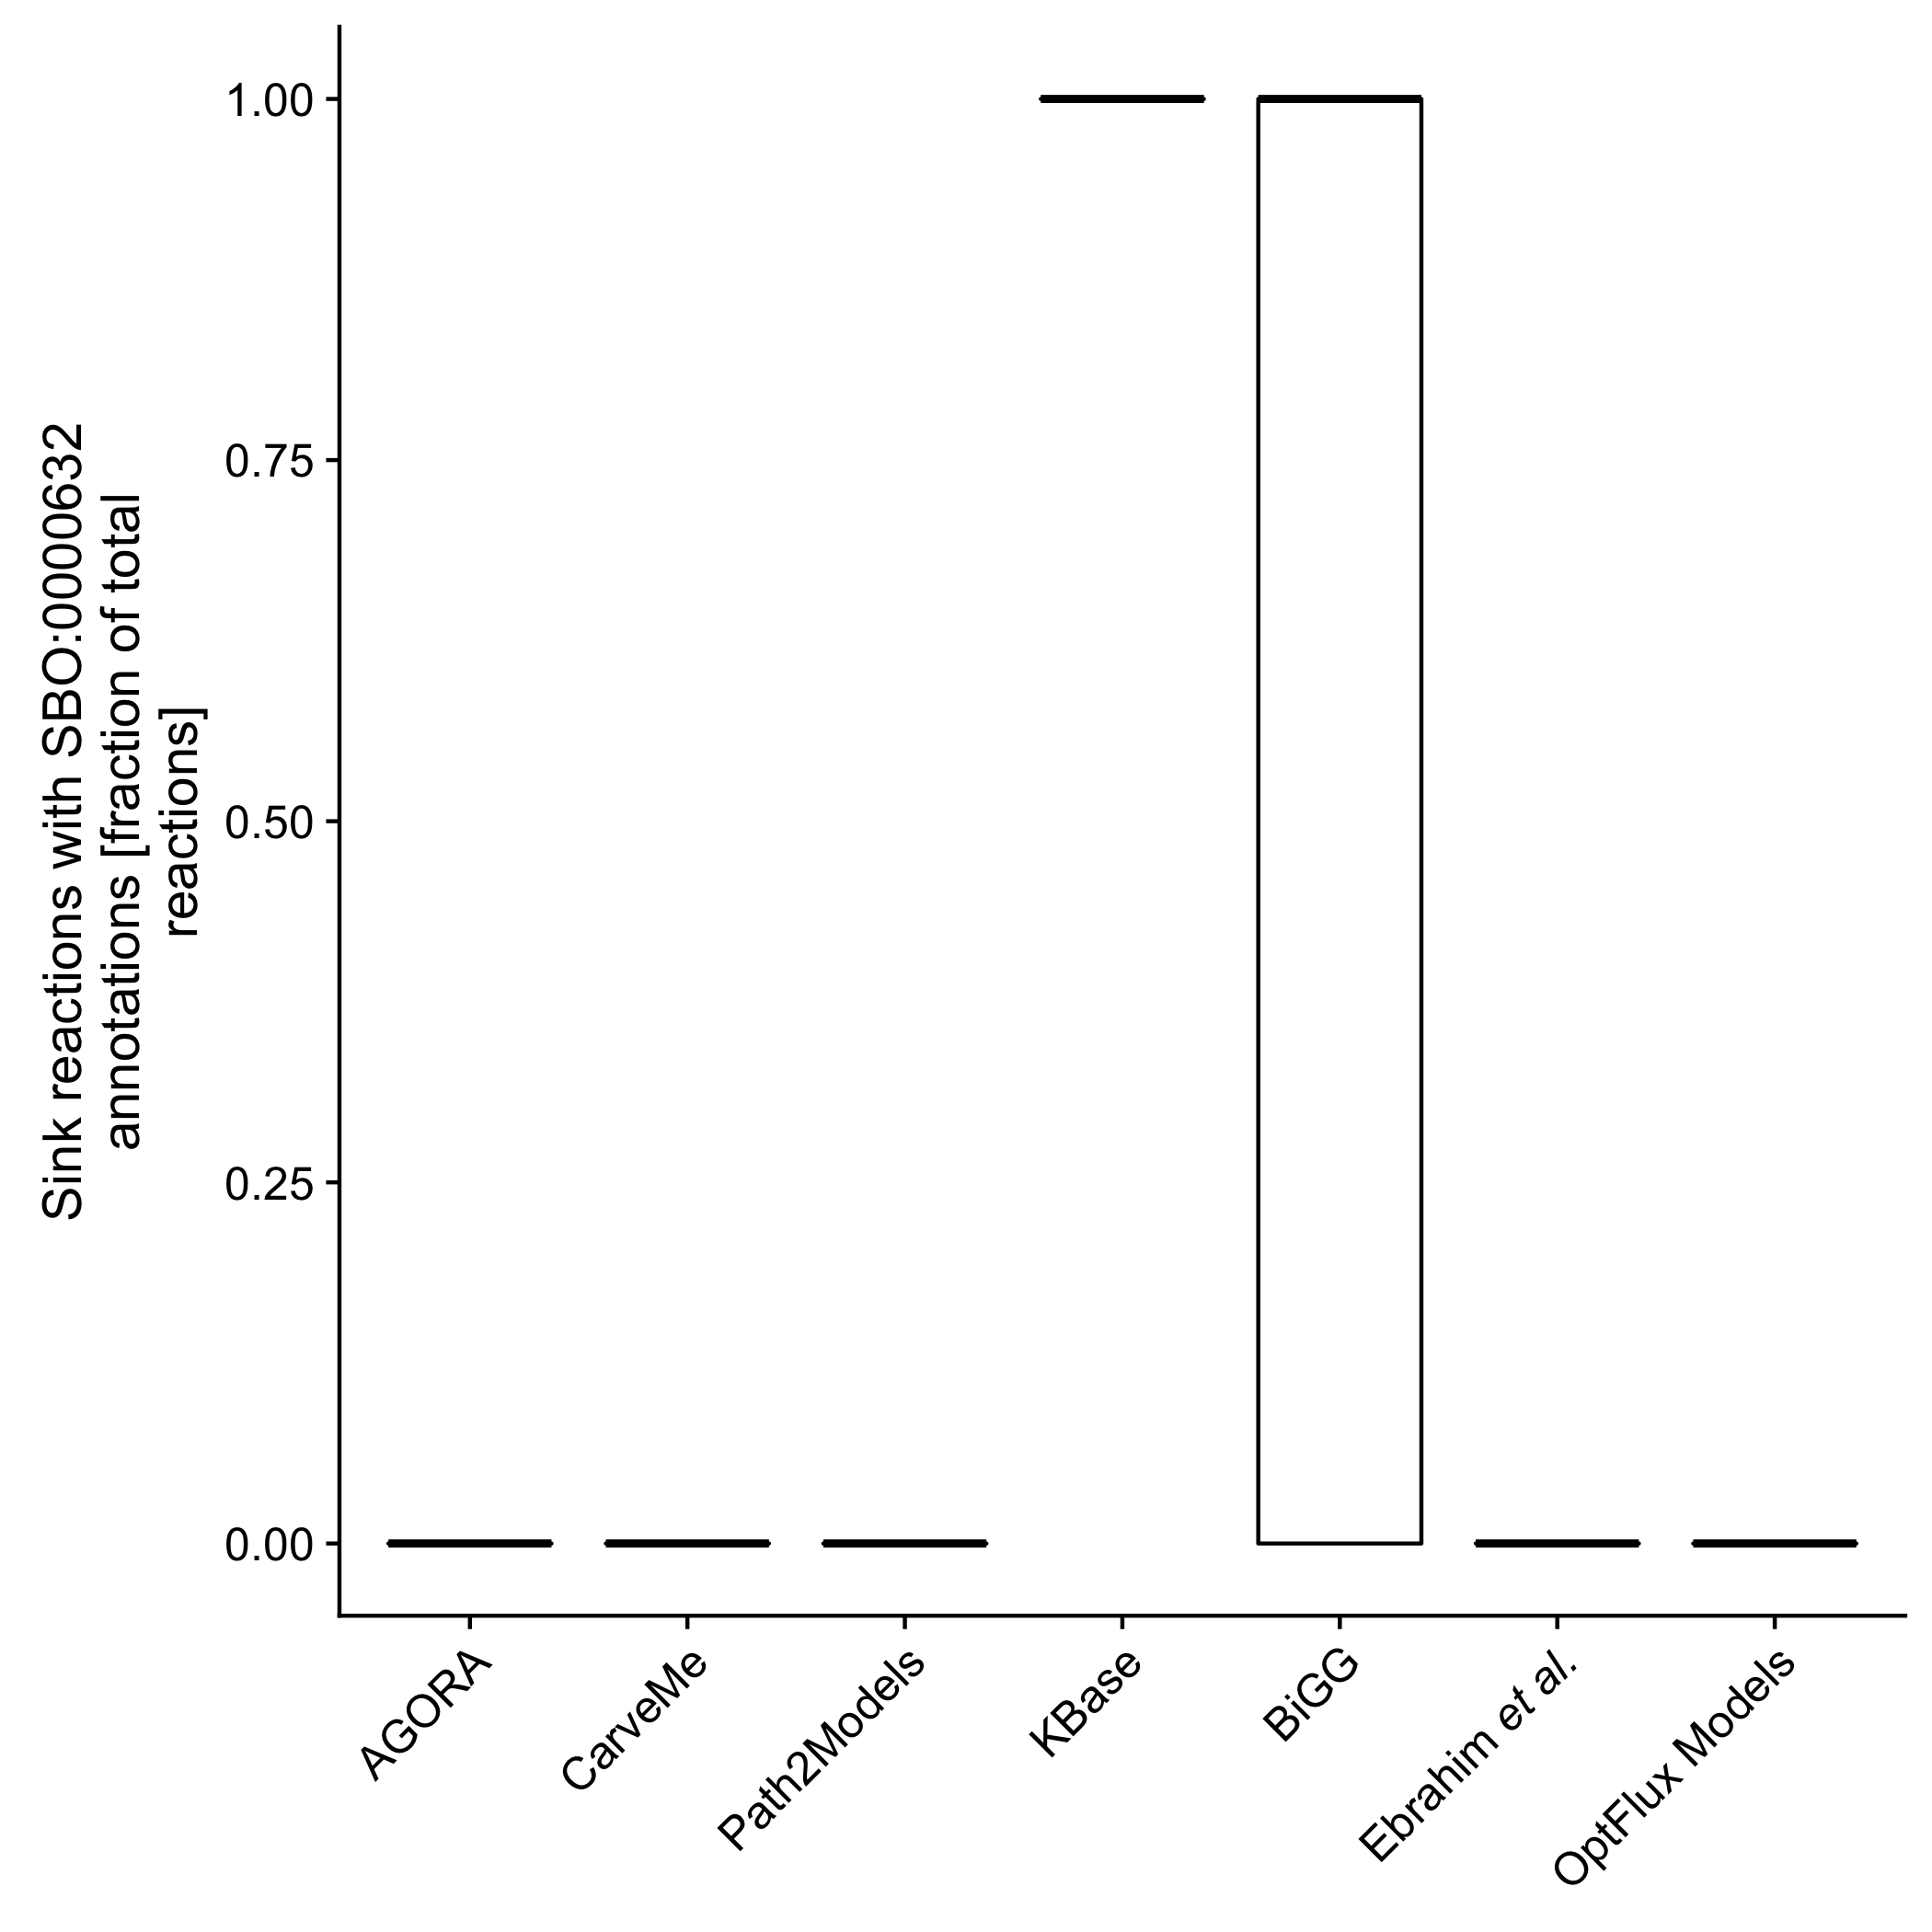 Sink reactions with SBO:0000632
annotations [fraction of total
reactions]
1.00
0.75
0.50
0.25
0.00
AGORA
CarveMe
Path2Models
KBase
BiGG
Ebrahim et al.
OptFlux Models